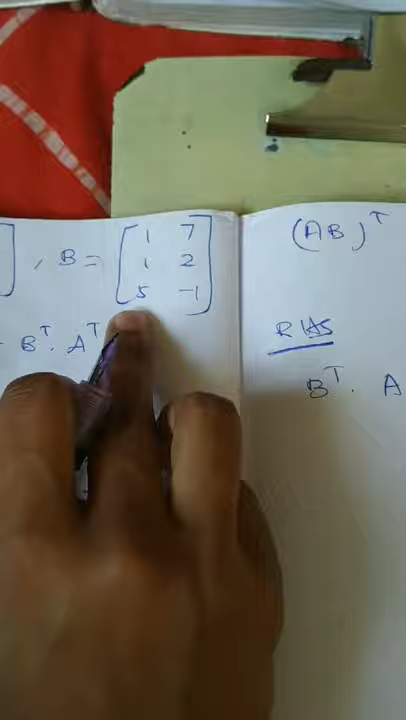 ] , B = [ 1 7
1 2
5 -1 ]
B^T . A^T
(AB)^T
RHS
B^T . A